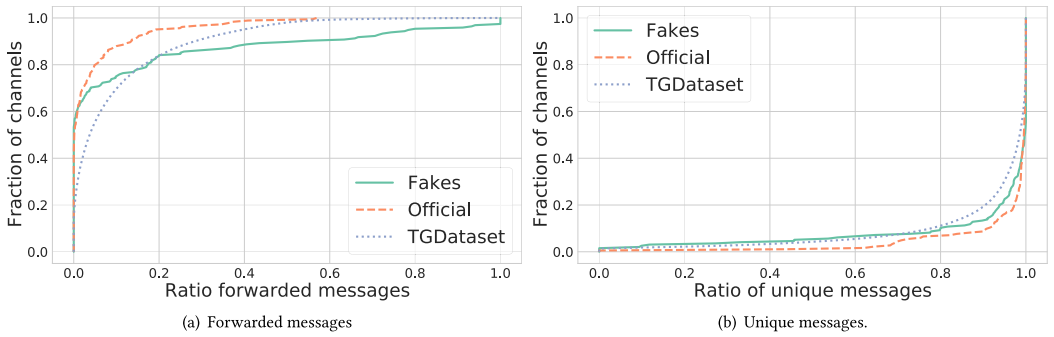 1.0
0.8
0.6
0.4
0.2
0.0
Fraction of channels
Fakes
Official
TGDataset
0.0 0.2 0.4 0.6 0.8 1.0
Ratio forwarded messages
(a) Forwarded messages
1.0
0.8
0.6
0.4
0.2
0.0
Fraction of channels
Fakes
Official
TGDataset
0.0 0.2 0.4 0.6 0.8 1.0
Ratio of unique messages
(b) Unique messages.